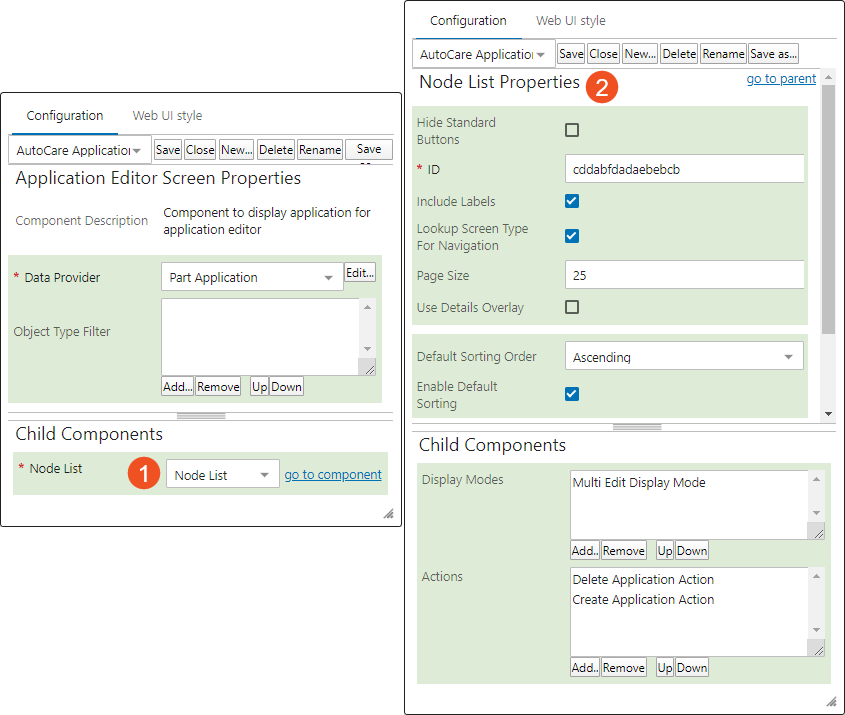 Configuration Web UI style
AutoCare Application Save Close New... Delete Rename Save
Application Editor Screen Properties
Component Description Component to display application for
application editor
* Data Provider Part Application Edit...
Object Type Filter
Add... Remove Up Down
Child Components
* Node List 1 Node List go to component
Configuration Web UI style
AutoCare Application Save Close New... Delete Rename Save as...
Node List Properties 2 go to parent
Hide Standard
Buttons
* ID cddabfdadaebebcb
Include Labels
Lookup Screen Type
For Navigation
Page Size 25
Use Details Overlay
Default Sorting Order Ascending
Enable Default
Sorting
Child Components
Display Modes Multi Edit Display Mode
Add.. Remove Up Down
Actions Delete Application Action
Create Application Action
Add.. Remove Up Down